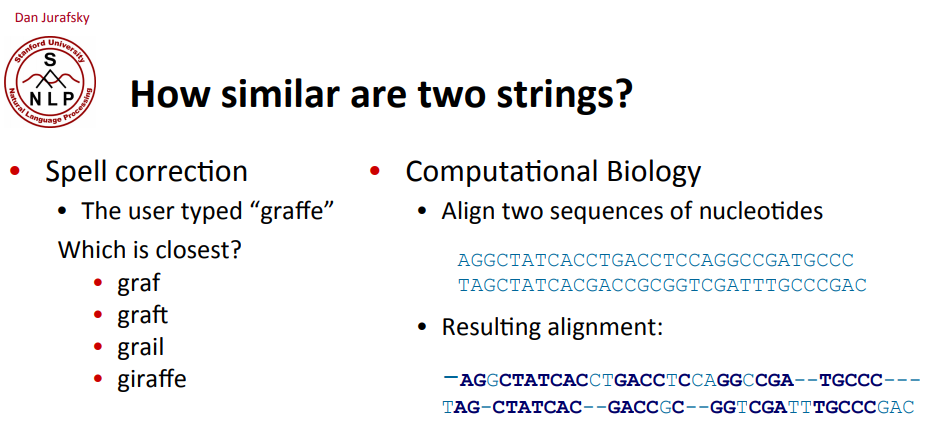 Dan Jurafsky
Stanford University
S
NLP
Natural Language Processing
How similar are two strings?
• Spell correction
• The user typed “graffe”
Which is closest?
• graf
• graft
• grail
• giraffe
• Computational Biology
• Align two sequences of nucleotides
AGGCTATCACCTGACCTCCAGGCCGATGCCC
TAGCTATCACGACCGCGGTCGATTTGCCCGAC
• Resulting alignment:
-AGGCTATCACCTGACCTCCAGGCCGA--TGCCC---
TAG-CTATCAC--GACCGC--GGTCGATTTGCCCGAC